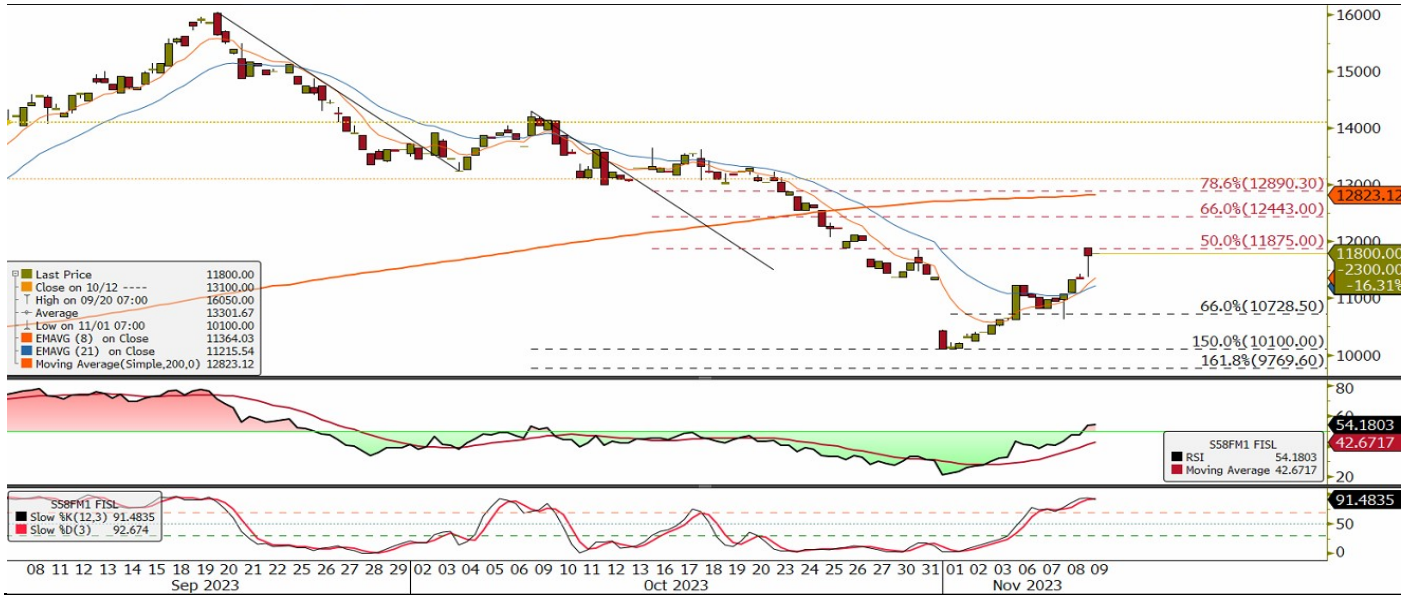 16000
15000
14000
13000
12000
11000
10000
78.6%(12890.30)
66.0%(12443.00)
50.0%(11875.00)
66.0%(10728.50)
150.0%(10100.00)
161.8%(9769.60)
12823.12
11800.00
-2300.00
-16.31%
Last Price 11800.00
Close on 10/12 ---- 13100.00
High on 09/20 07:00 16050.00
Average 13301.67
Low on 11/01 07:00 10100.00
EMAVG (8) on Close 11364.03
EMAVG (21) on Close 11215.54
Moving Average(Simple,200,0) 12823.12
80
60
20
54.1803
42.6717
S58FM1 FISL
RSI 54.1803
Moving Average 42.6717
S58FM1 FISL
Slow %K(12,3) 91.4835
Slow %D(3) 92.674
91.4835
50
0
08 11 12 13 14 15 18 19 20 21 22 25 26 27 28 29 02 03 04 05 06 09 10 11 12 13 16 17 18 19 20 23 24 25 26 27 30 31 01 02 03 06 07 08 09
Sep 2023 Oct 2023 Nov 2023